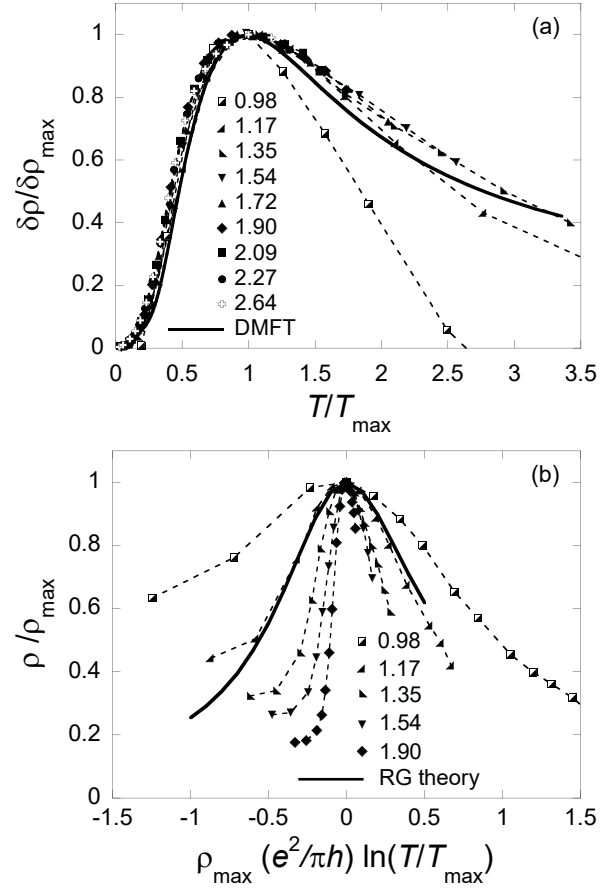 (a)
1
0.8
0.6
0.4
0.2
0
δρ/δρmax
0.98
1.17
1.35
1.54
1.72
1.90
2.09
2.27
2.64
DMFT
0 0.5 1 1.5 2 2.5 3 3.5
T/Tmax
(b)
1
0.8
0.6
0.4
0.2
0
ρ/ρmax
0.98
1.17
1.35
1.54
1.90
RG theory
-1.5 -1 -0.5 0 0.5 1 1.5
ρmax (e²/πh) ln(T/Tmax)